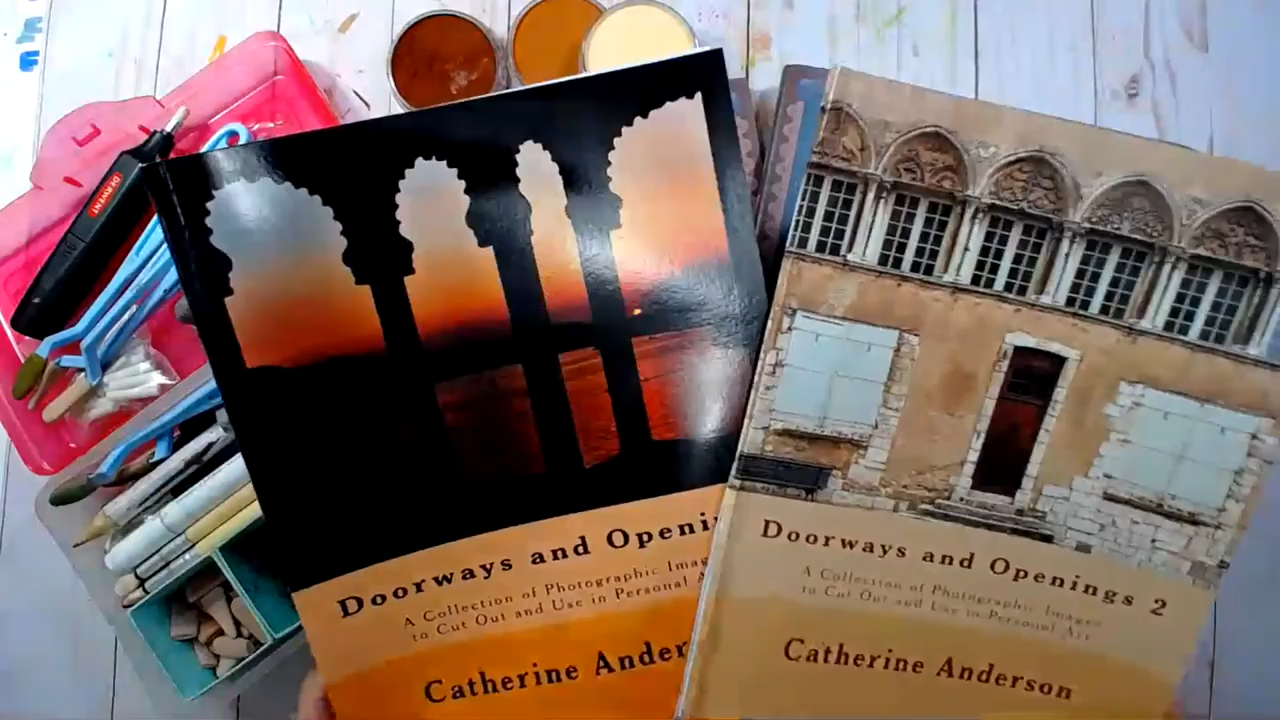 DERWENT
Doorways and Openi
A Collection of Photographic Imag
to Cut Out and Use in Personal A
Catherine Ander
Doorways and Openings 2
A Collection of Photographic Images
to Cut Out and Use in Personal Art
Catherine Anderson